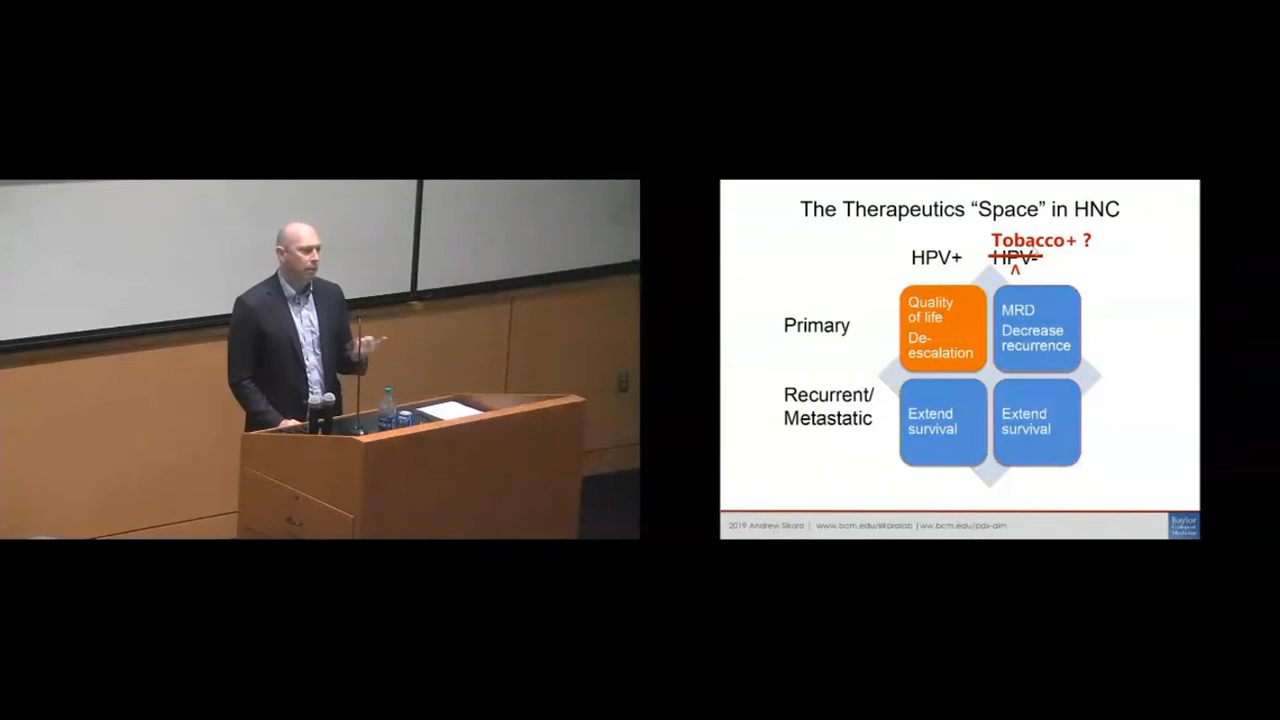 The Therapeutics “Space” in HNC
Tobacco+ ?
HPV+ HPV-
^
Primary
Quality
of life
De-
escalation
MRD
Decrease
recurrence
Recurrent/
Metastatic
Extend
survival
Extend
survival
2019 Andrew Sikora | www.bcm.edu/sikoralab | ww.bcm.edu/pdx-aim
Baylor
College of
Medicine